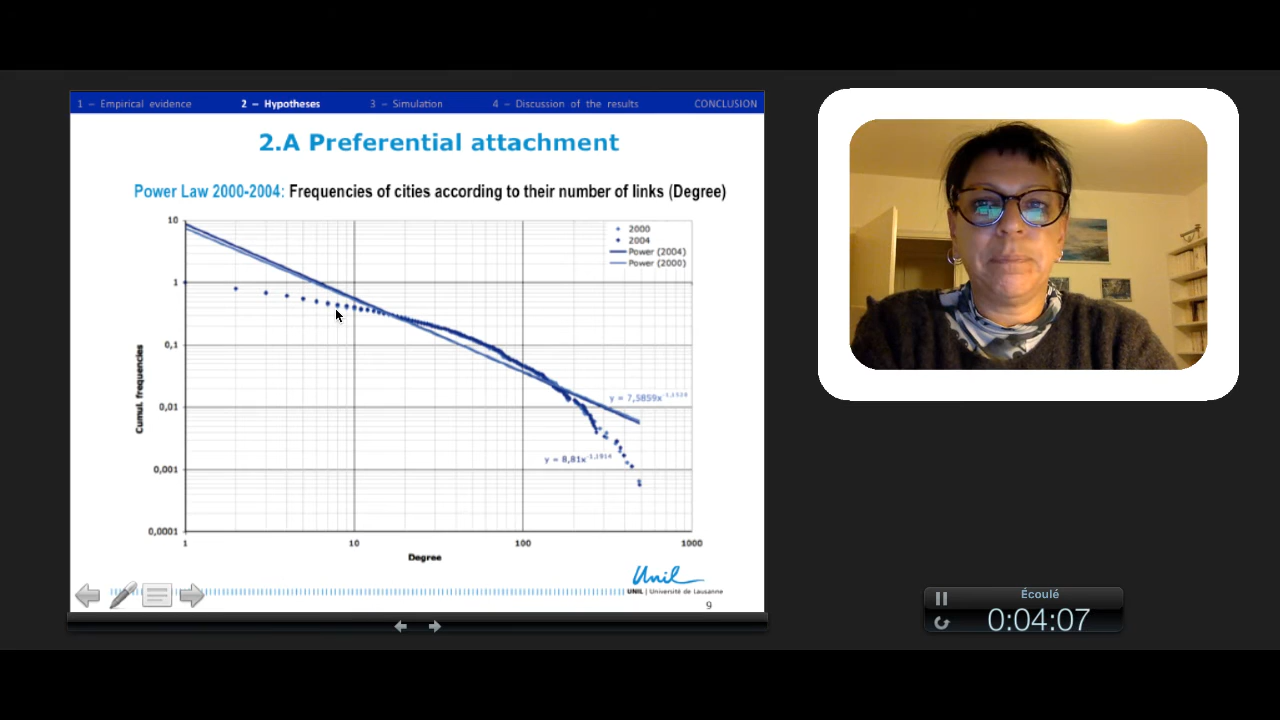 1 – Empirical evidence 2 – Hypotheses 3 – Simulation 4 – Discussion of the results CONCLUSION
2.A Preferential attachment
Power Law 2000-2004: Frequencies of cities according to their number of links (Degree)
10
1
0,1
0,01
0,001
0,0001
Cumul. frequencies
2000
2004
Power (2004)
Power (2000)
y = 7,5859x
y = 8,81x
1 10 100 1000
Degree
Unil
UNIL | Université de Lausanne
9
Écoulé
0:04:07